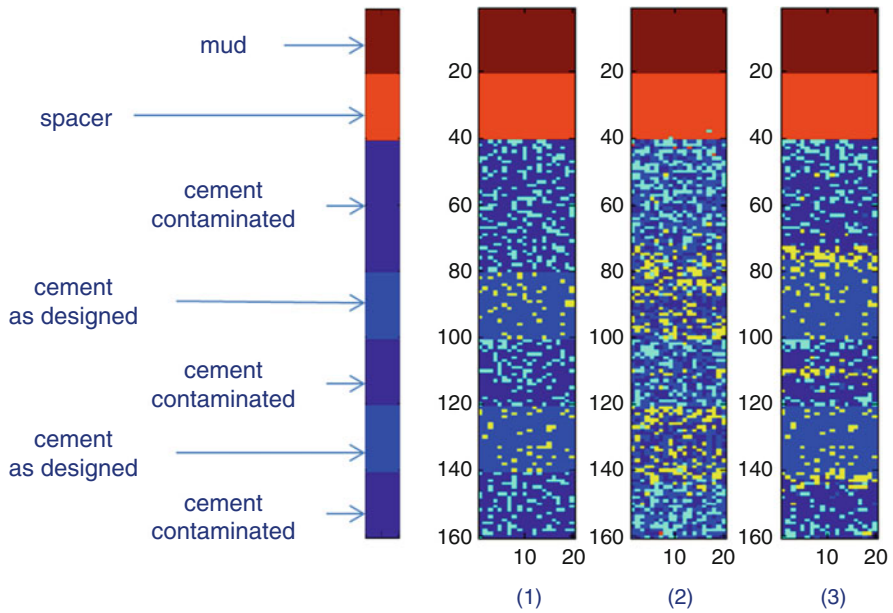 mud
spacer
cement
contaminated
cement
as designed
cement
contaminated
cement
as designed
cement
contaminated
20
40
60
80
100
120
140
160
10 20
(1)
20
40
60
80
100
120
140
160
10 20
(2)
20
40
60
80
100
120
140
160
10 20
(3)